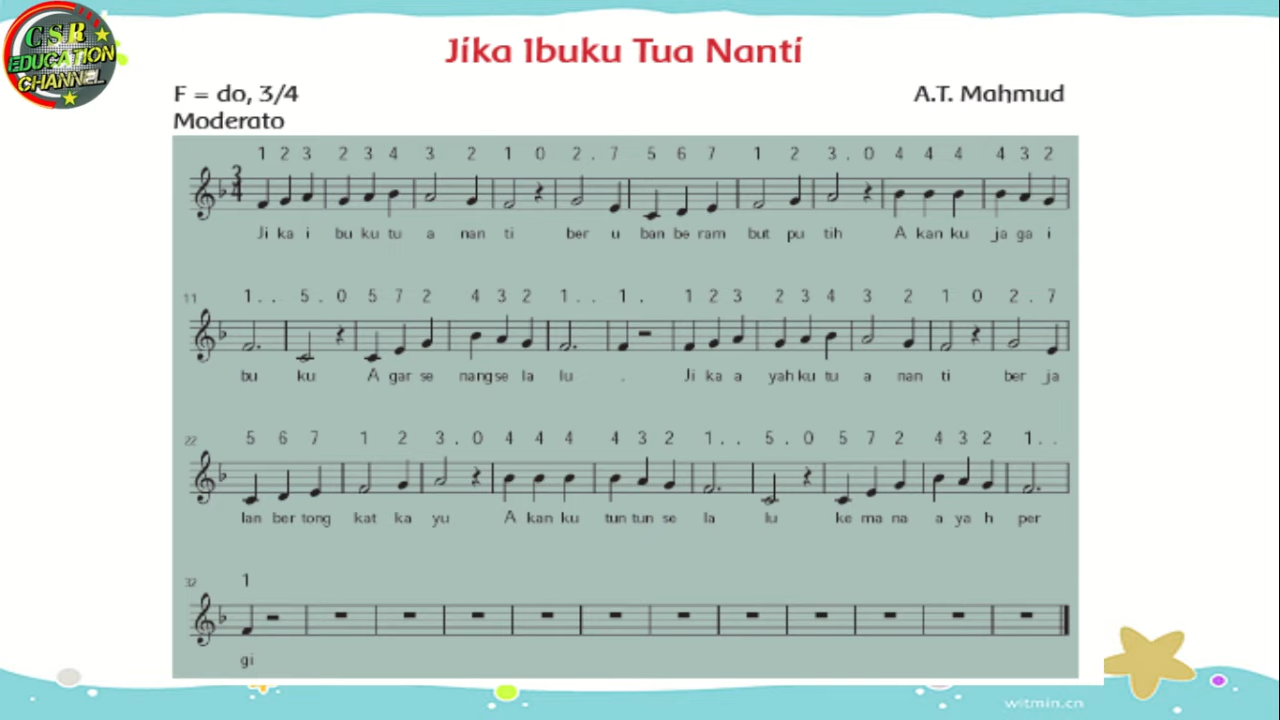 CSR
EDUCATION
CHANNEL
Jika Ibuku Tua Nanti
F = do, 3/4
A.T. Mahmud
Moderato
1 2 3 2 3 4 3 2 1 0 2 . 7 5 6 7 1 2 3 . 0 4 4 4 4 3 2
3
4
Ji ka i bu ku tu a nan ti ber u ban be ram but pu tih A kan ku ja ga i
11 1 . . 5 . 0 5 7 2 4 3 2 1 . . 1 . 1 2 3 2 3 4 3 2 1 0 2 . 7
bu ku A gar se nang se la lu . Ji ka a yah ku tu a nan ti ber ja
22 5 6 7 1 2 3 . 0 4 4 4 4 3 2 1 . . 5 . 0 5 7 2 4 3 2 1 . .
lan ber tong kat ka yu A kan ku tun tun se la lu ke ma na a ya h per
32 1
gi
witmin.cn